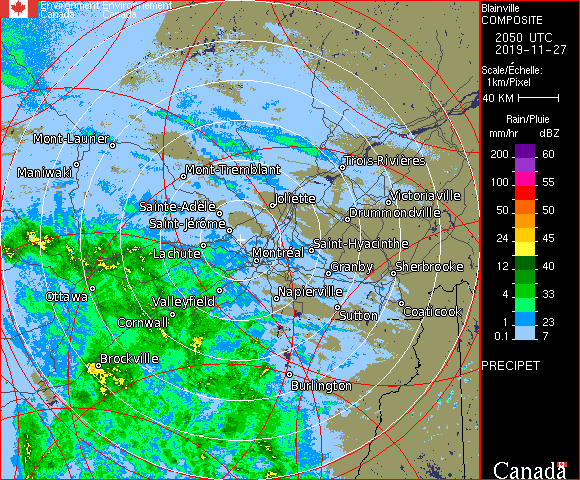 Environment Environnement
Canada Canada
Mont-Laurier
Maniwaki
Mont-Tremblant
Trois-Rivières
Sainte-Adèle
Joliette
Victoriaville
Drummondville
Saint-Jérôme
Lachute
Montréal
Saint-Hyacinthe
Granby
Sherbrooke
Ottawa
Valleyfield
Napierville
Cornwall
Sutton
Coaticook
Brockville
Burlington
Blainville
COMPOSITE
2050 UTC
2019-11-27
Scale/Échelle:
1km/Pixel
40 KM
Rain/Pluie
mm/hr dBZ
200 60
100 55
50 50
24 45
12 40
4 33
1 23
0.1 7
PRECIPET
Canada